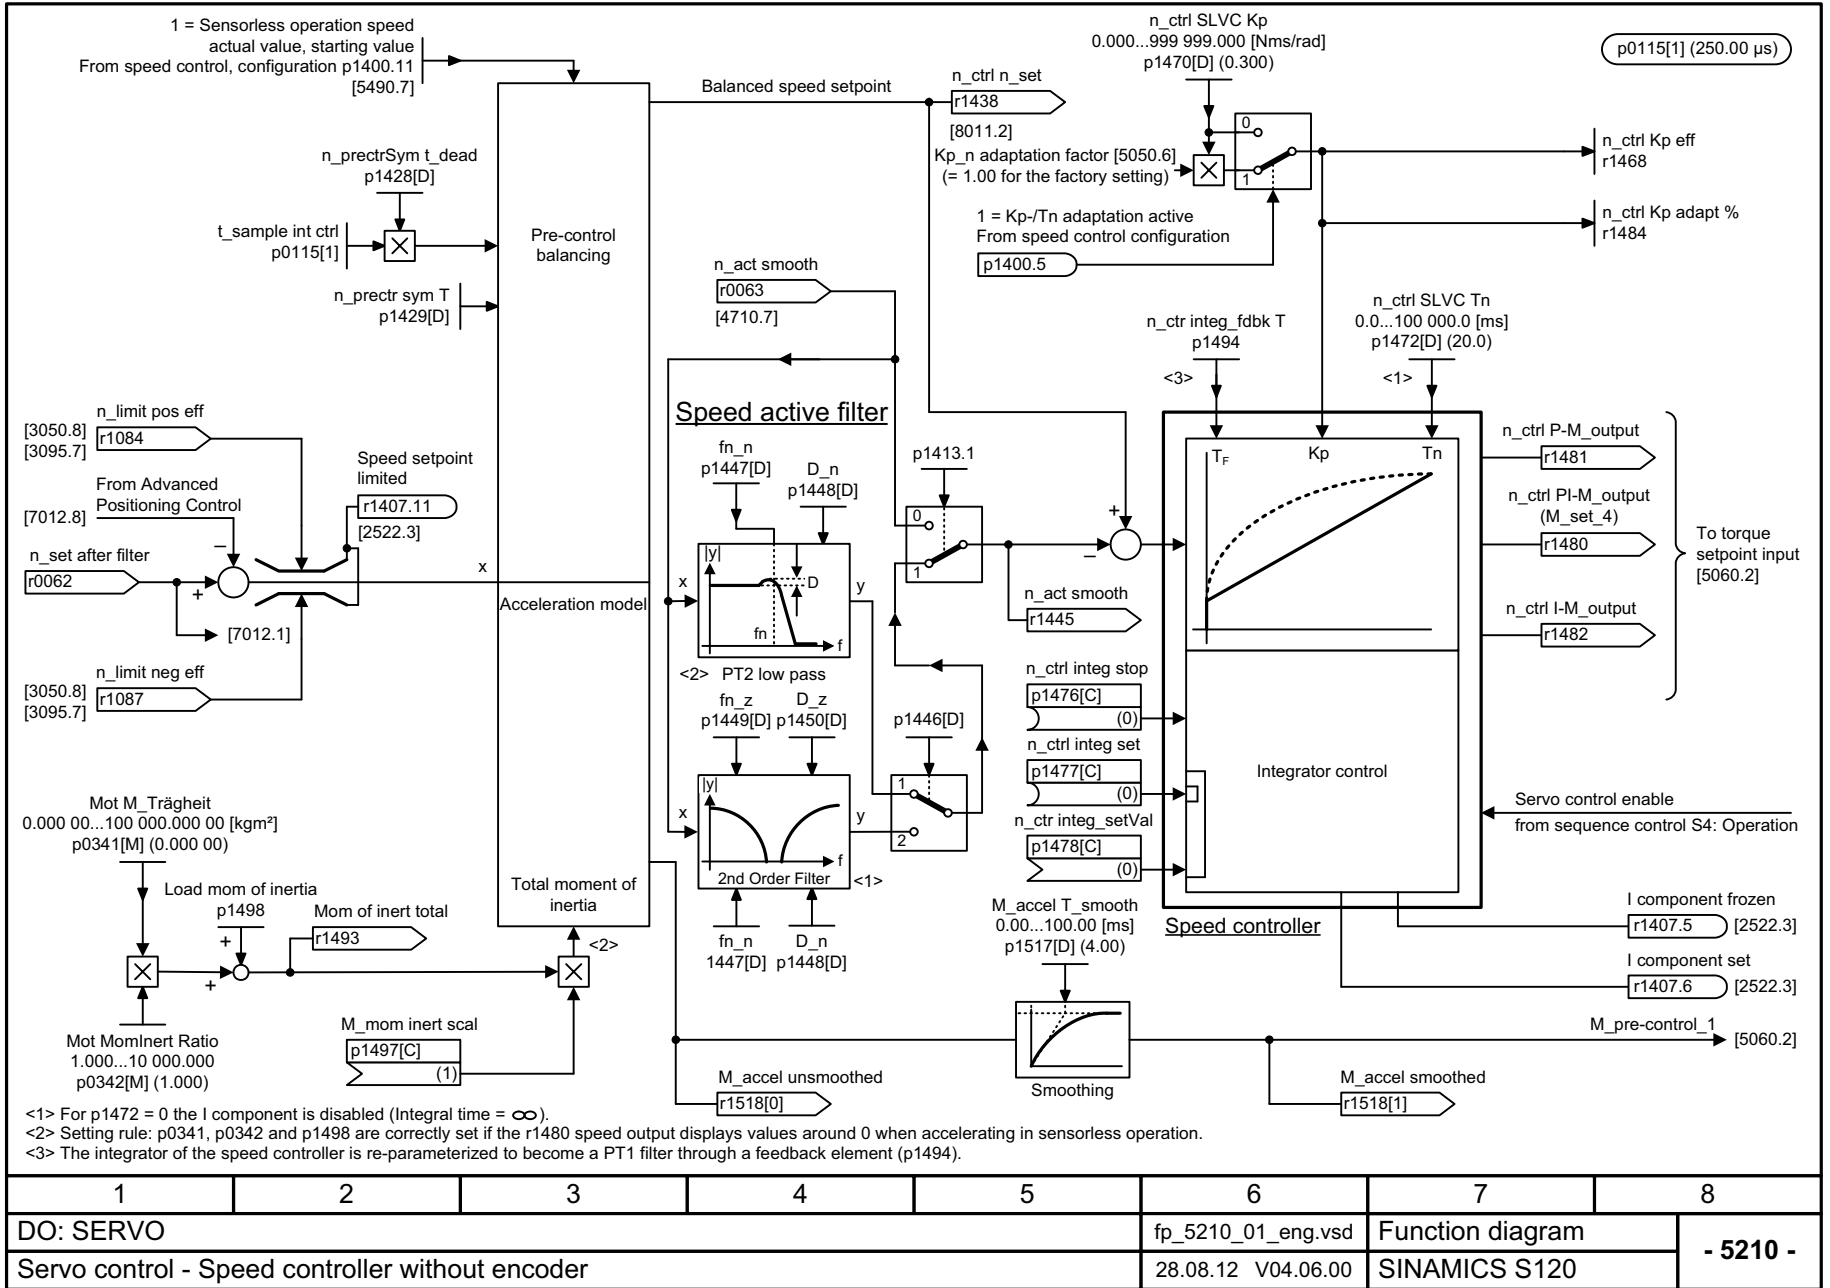 1 = Sensorless operation speed
actual value, starting value
From speed control, configuration p1400.11
[5490.7]
n_prectrSym t_dead
p1428[D]
t_sample int ctrl
p0115[1]
n_prectr sym T
p1429[D]
Pre-control
balancing
Balanced speed setpoint
n_ctrl n_set
r1438
[8011.2]
n_ctrl SLVC Kp
0.000...999 999.000 [Nms/rad]
p1470[D] (0.300)
p0115[1] (250.00 µs)
Kp_n adaptation factor [5050.6]
(= 1.00 for the factory setting)
0
1
n_ctrl Kp eff
r1468
n_ctrl Kp adapt %
r1484
1 = Kp-/Tn adaptation active
From speed control configuration
p1400.5
n_act smooth
r0063
[4710.7]
n_ctr integ_fdbk T
p1494
<3>
n_ctrl SLVC Tn
0.0...100 000.0 [ms]
p1472[D] (20.0)
<1>
n_limit pos eff
[3050.8]
[3095.7]
r1084
From Advanced
Positioning Control
[7012.8]
n_set after filter
r0062
–
+
[7012.1]
n_limit neg eff
[3050.8]
[3095.7]
r1087
Speed setpoint
limited
r1407.11
[2522.3]
x
Acceleration model
Speed active filter
fn_n
p1447[D]
D_n
p1448[D]
|y|
D
fn
f
x
y
<2> PT2 low pass
fn_z
p1449[D]
D_z
p1450[D]
|y|
f
x
y
2nd Order Filter
<1>
fn_n
1447[D]
D_n
p1448[D]
p1413.1
0
1
p1446[D]
1
2
n_act smooth
r1445
+
–
TF
Kp
Tn
n_ctrl P-M_output
r1481
n_ctrl PI-M_output
(M_set_4)
r1480
n_ctrl I-M_output
r1482
To torque
setpoint input
[5060.2]
n_ctrl integ stop
p1476[C]
(0)
n_ctrl integ set
p1477[C]
(0)
n_ctr integ_setVal
p1478[C]
(0)
Integrator control
Servo control enable
from sequence control S4: Operation
Speed controller
I component frozen
r1407.5
[2522.3]
I component set
r1407.6
[2522.3]
Mot M_Trägheit
0.000 00...100 000.000 00 [kgm²]
p0341[M] (0.000 00)
Load mom of inertia
p1498
+
+
Mom of inert total
r1493
Mot MomInert Ratio
1.000...10 000.000
p0342[M] (1.000)
M_mom inert scal
p1497[C]
(1)
Total moment of
inertia
<2>
M_accel T_smooth
0.00...100.00 [ms]
p1517[D] (4.00)
Smoothing
M_accel unsmoothed
r1518[0]
M_pre-control_1
[5060.2]
M_accel smoothed
r1518[1]
<1> For p1472 = 0 the I component is disabled (Integral time = ∞).
<2> Setting rule: p0341, p0342 and p1498 are correctly set if the r1480 speed output displays values around 0 when accelerating in sensorless operation.
<3> The integrator of the speed controller is re-parameterized to become a PT1 filter through a feedback element (p1494).
1 2 3 4 5 6 7 8
DO: SERVO
fp_5210_01_eng.vsd
Function diagram
- 5210 -
Servo control - Speed controller without encoder
28.08.12 V04.06.00
SINAMICS S120